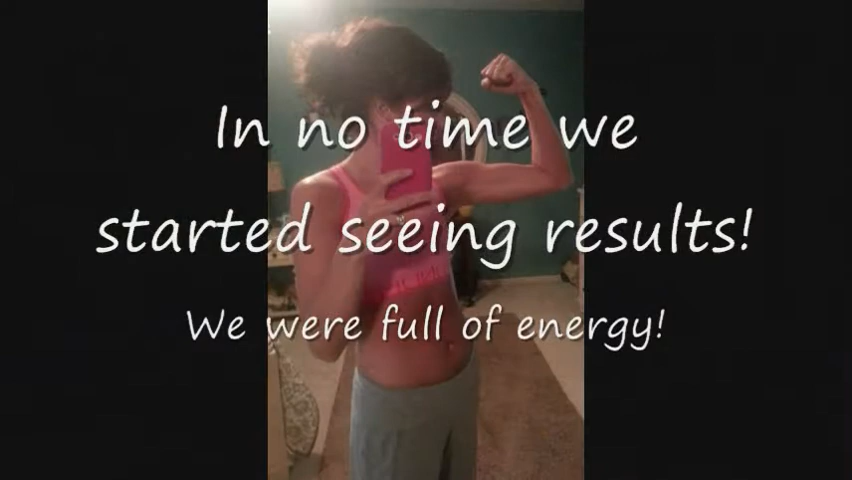 In no time we
started seeing results!
We were full of energy!